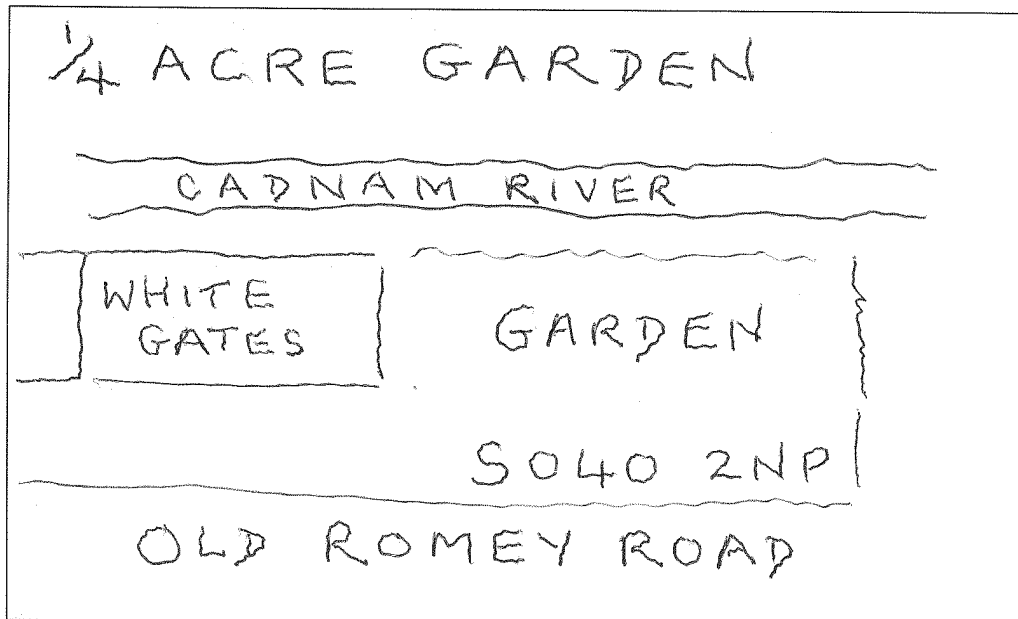 1/4 ACRE GARDEN
CADNAM RIVER
WHITE
GATES
GARDEN
SO40 2NP
OLD ROMEY ROAD